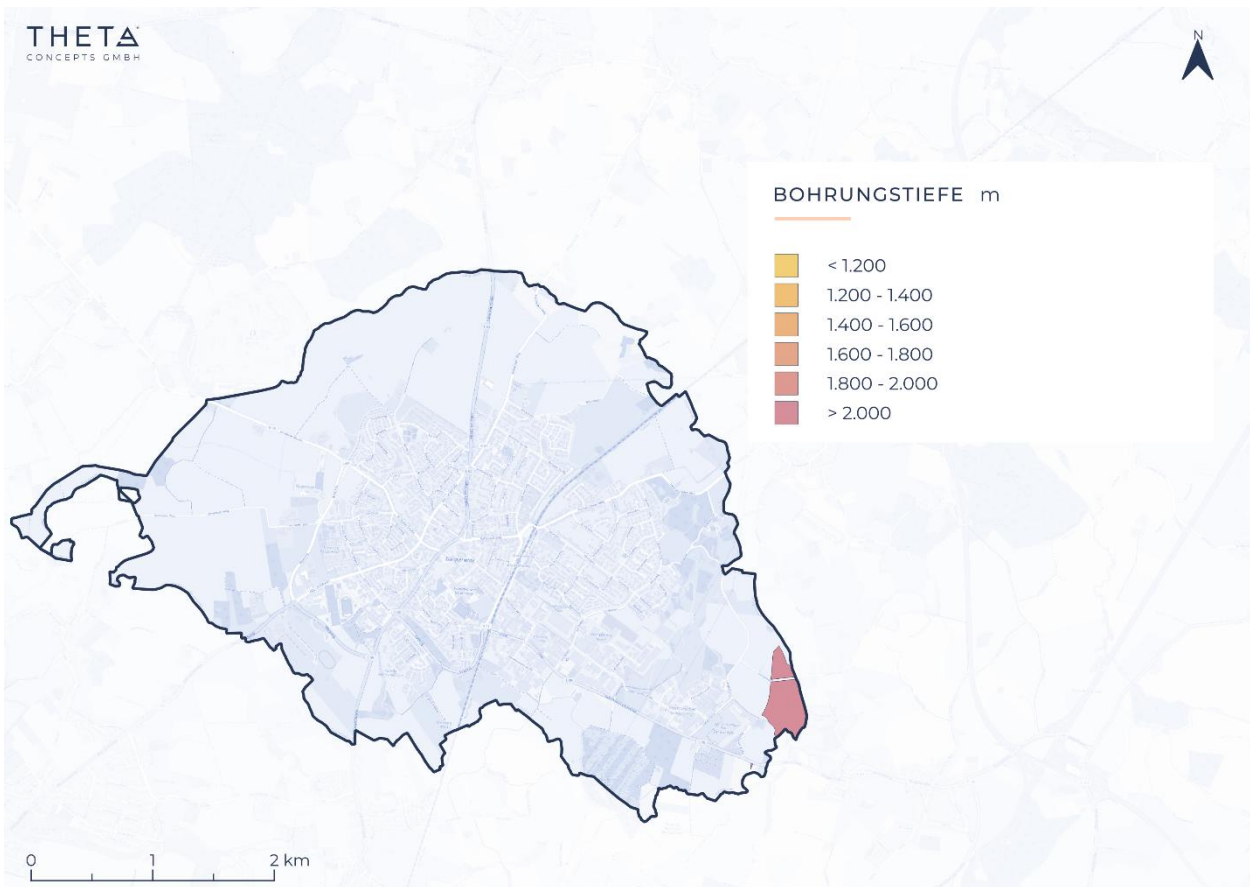 THETA
CONCEPTS GMBH
N
BOHRUNGSTIEFE m
< 1.200
1.200 - 1.400
1.400 - 1.600
1.600 - 1.800
1.800 - 2.000
> 2.000
0 1 2 km